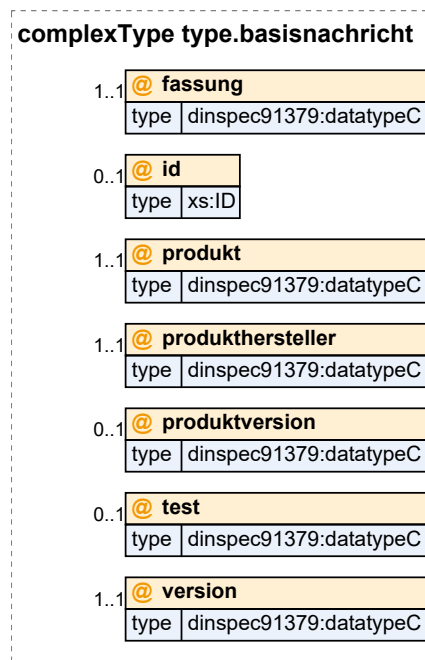 complexType type.basisnachricht
1..1 @ fassung
type dinspec91379:datatypeC
0..1 @ id
type xs:ID
1..1 @ produkt
type dinspec91379:datatypeC
1..1 @ produkthersteller
type dinspec91379:datatypeC
0..1 @ produktversion
type dinspec91379:datatypeC
0..1 @ test
type dinspec91379:datatypeC
1..1 @ version
type dinspec91379:datatypeC